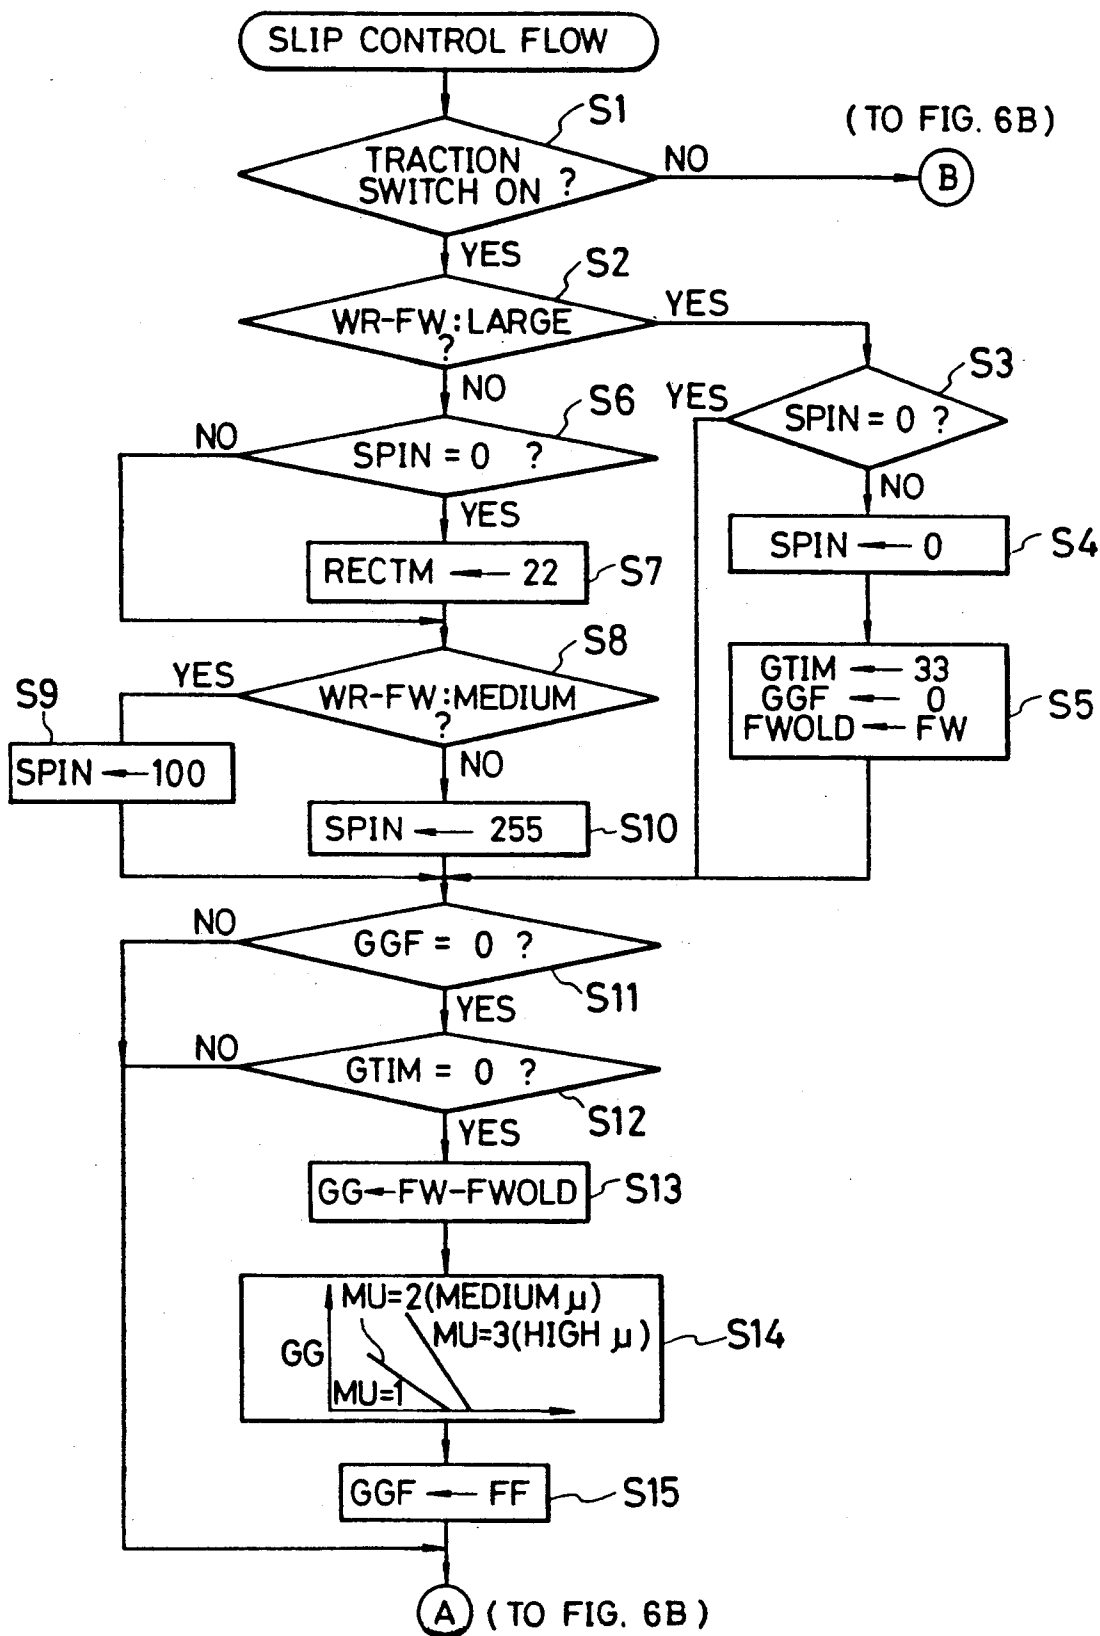 SLIP CONTROL FLOW
S1
(TO FIG. 6B)
TRACTION
SWITCH ON ?
NO
B
YES
S2
WR-FW:LARGE
?
YES
S3
NO
S6
YES
SPIN = 0 ?
NO
SPIN = 0 ?
NO
YES
SPIN ← 0
S4
RECTM ← 22
S7
S8
GTIM ← 33
GGF ← 0
FWOLD ← FW
S5
YES
WR-FW:MEDIUM
?
S9
SPIN ← 100
NO
SPIN ← 255
S10
NO
GGF = 0 ?
S11
YES
NO
GTIM = 0 ?
S12
YES
GG←FW-FWOLD
S13
MU=2(MEDIUM μ)
MU=3(HIGH μ)
S14
GG
MU=1
GGF ← FF
S15
A
(TO FIG. 6B)